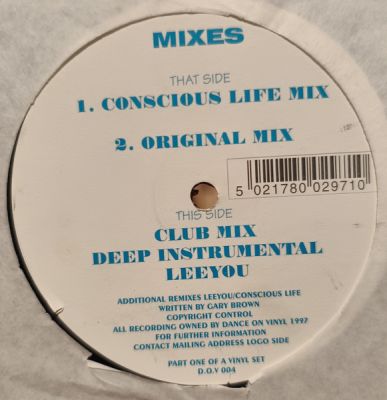 MIXES
THAT SIDE
1. CONSCIOUS LIFE MIX
2. ORIGINAL MIX
5 021780 029710
THIS SIDE
CLUB MIX
DEEP INSTRUMENTAL
LEEYOU
ADDITIONAL REMIXES LEEYOU/CONSCIOUS LIFE
WRITTEN BY GARY BROWN
COPYRIGHT CONTROL
ALL RECORDING OWNED BY DANCE ON VINYL 1997
FOR FURTHER INFORMATION
CONTACT MAILING ADDRESS LOGO SIDE
PART ONE OF A VINYL SET
D.O.V 004